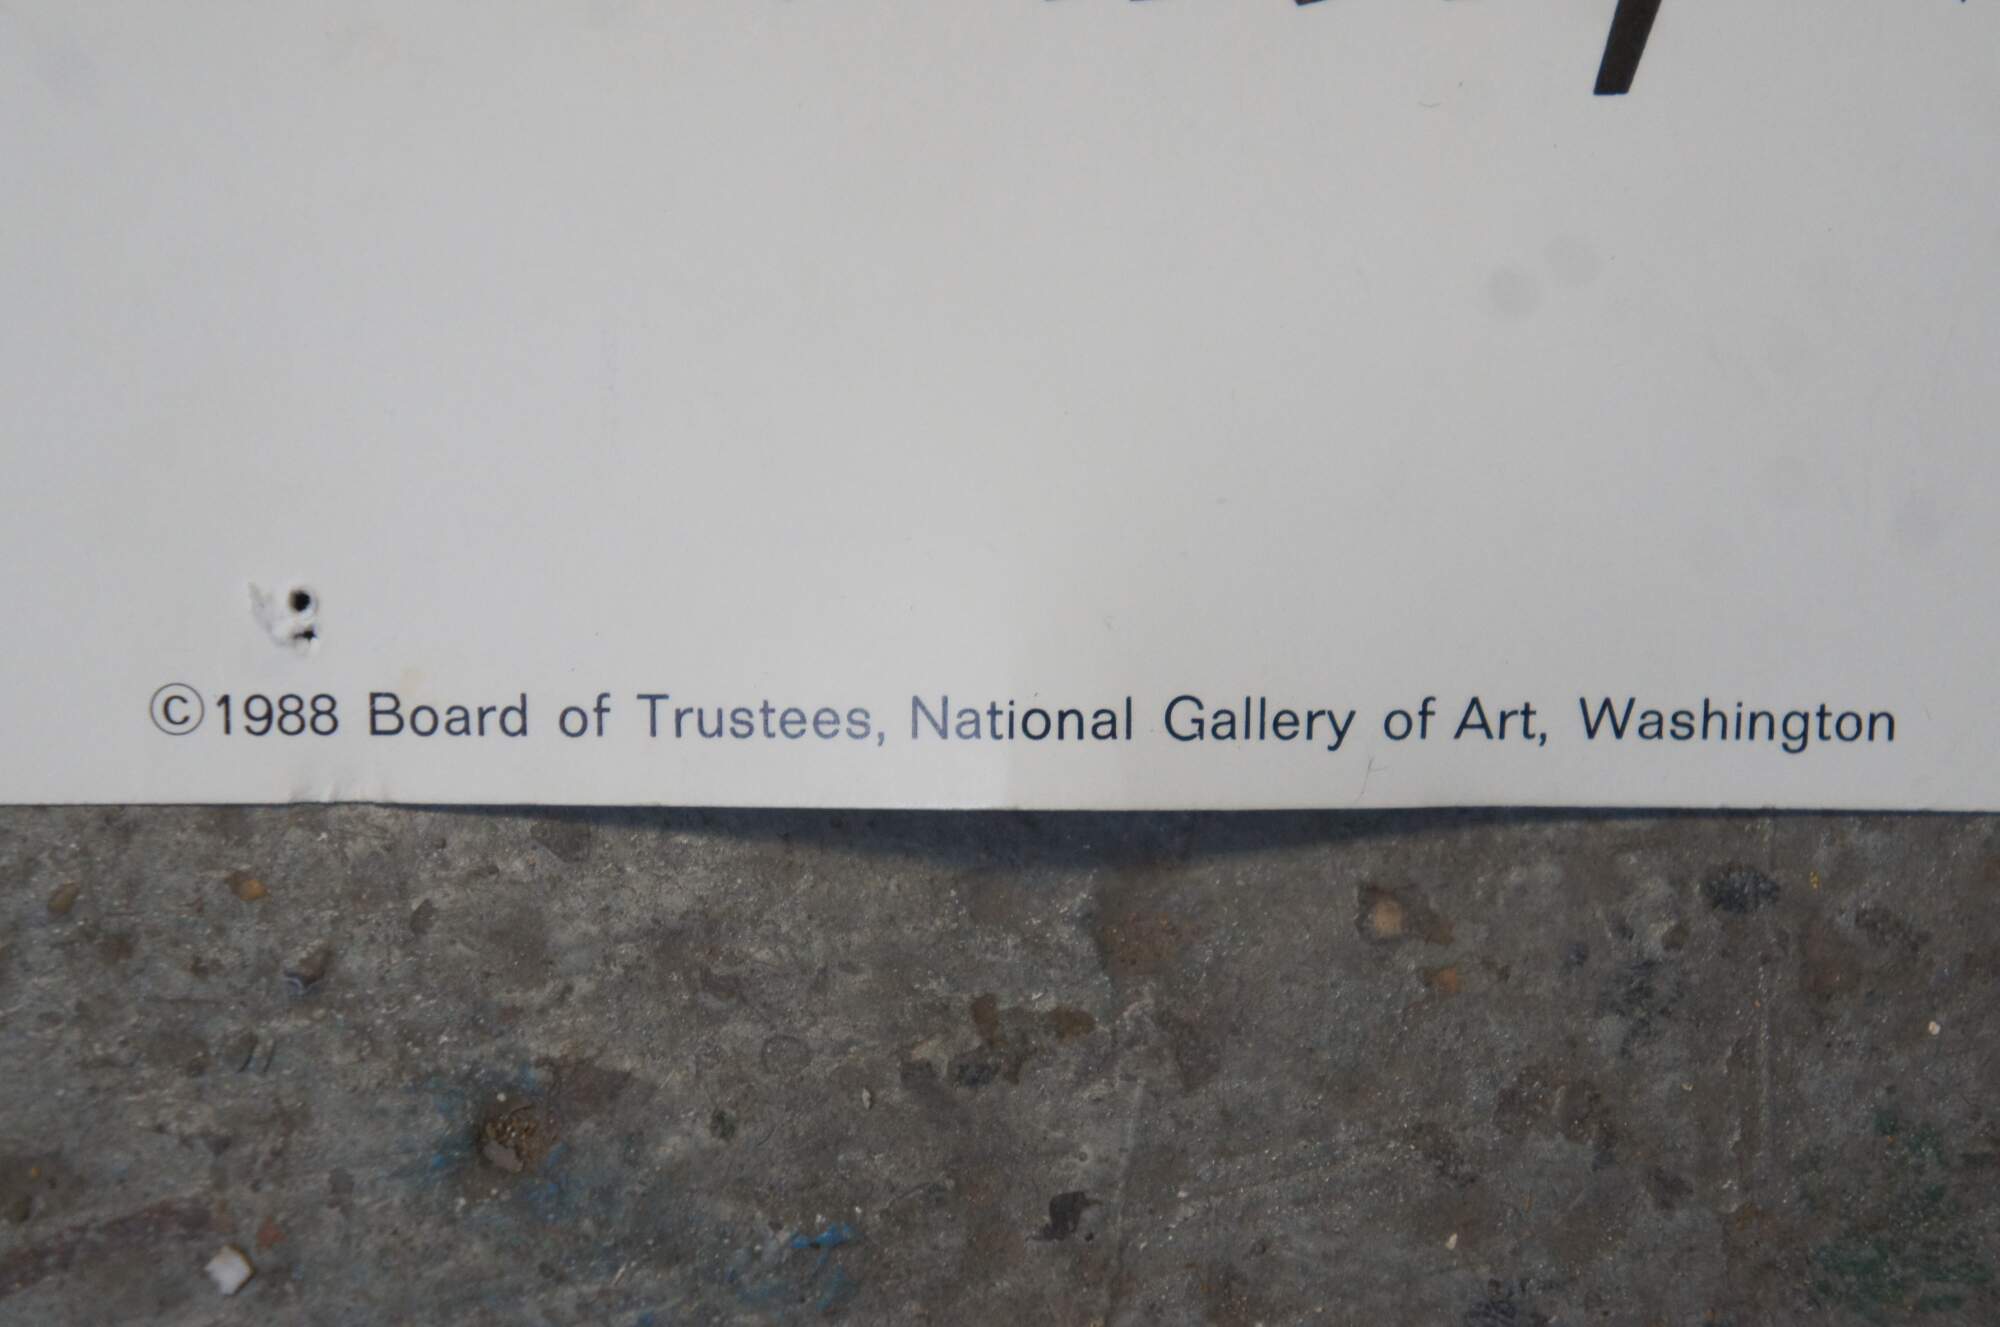 ©1988 Board of Trustees, National Gallery of Art, Washington